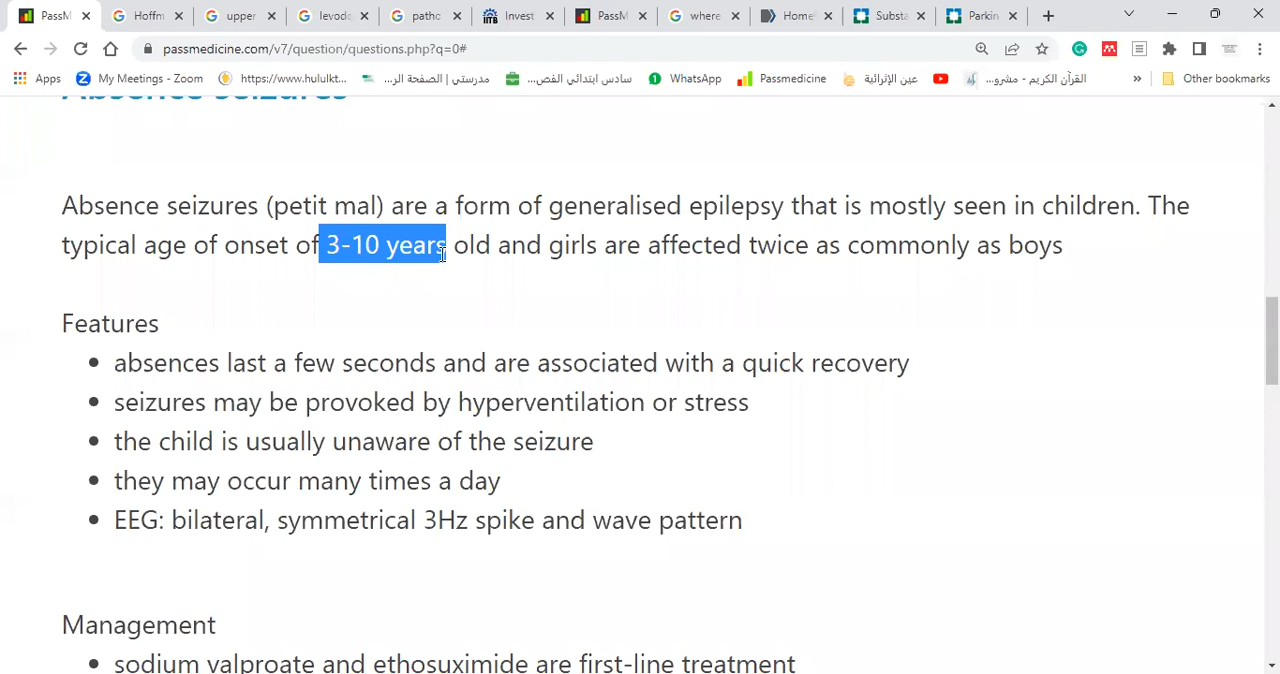 PassM
Hoffm
upper
levod
patho
Invest
PassM
where
Home
Substa
Parkin
passmedicine.com/v7/question/questions.php?q=0#
Apps
My Meetings - Zoom
https://www.hululkt...
مدرستي | الصفحة الر...
سادس ابتدائي الفص...
WhatsApp
Passmedicine
عين الإثرائية
القرآن الكريم - مشرو...
»
Other bookmarks
Absence seizures
Absence seizures (petit mal) are a form of generalised epilepsy that is mostly seen in children. The
typical age of onset of 3-10 years old and girls are affected twice as commonly as boys
Features
• absences last a few seconds and are associated with a quick recovery
• seizures may be provoked by hyperventilation or stress
• the child is usually unaware of the seizure
• they may occur many times a day
• EEG: bilateral, symmetrical 3Hz spike and wave pattern
Management
• sodium valproate and ethosuximide are first-line treatment